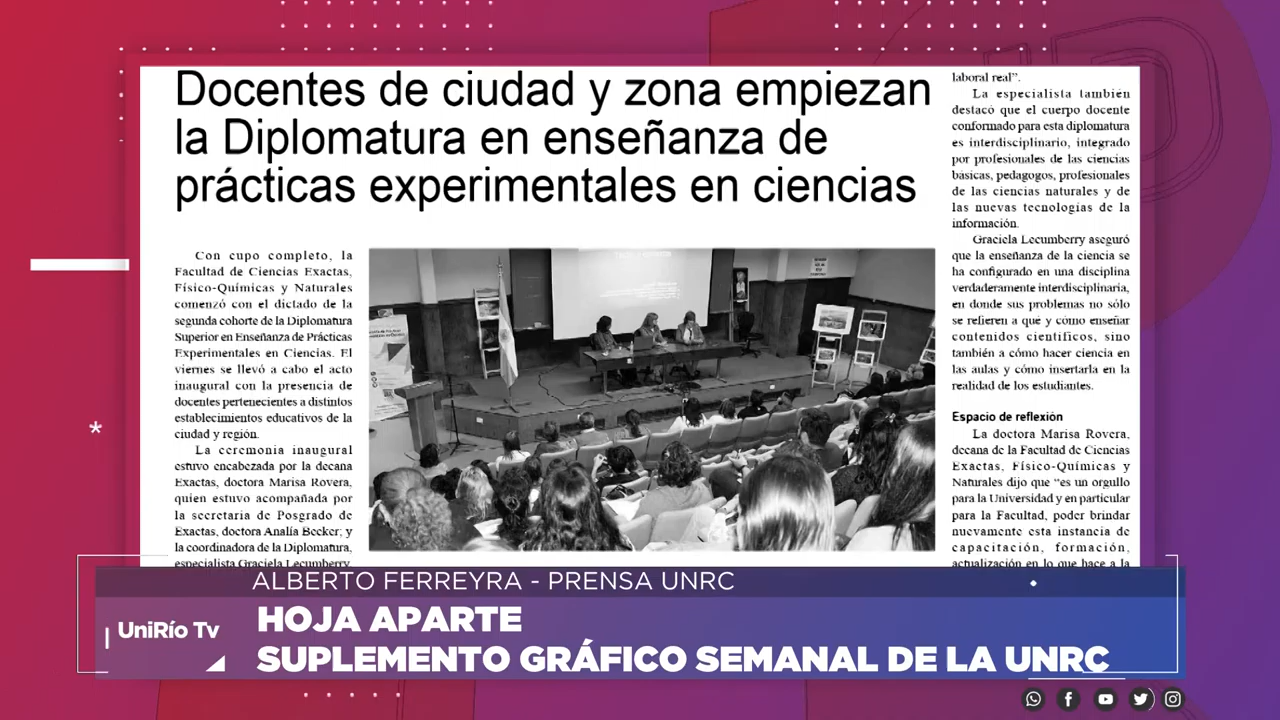 Docentes de ciudad y zona empiezan
la Diplomatura en enseñanza de
prácticas experimentales en ciencias
Con cupo completo, la
Facultad de Ciencias Exactas,
Físico-Químicas y Naturales
comenzó con el dictado de la
segunda cohorte de la Diplomatura
Superior en Enseñanza de Prácticas
Experimentales en Ciencias. El
viernes se llevó a cabo el acto
inaugural con la presencia de
docentes pertenecientes a distintos
establecimientos educativos de la
ciudad y región.
La ceremonia inaugural
estuvo encabezada por la decana
Exactas, doctora Marisa Rovera,
quien estuvo acompañada por
la secretaria de Posgrado de
Exactas, doctora Analía Becker; y
la coordinadora de la Diplomatura,
especialista Graciela Lecumberry.
laboral real”.
La especialista también
destacó que el cuerpo docente
conformado para esta diplomatura
es interdisciplinario, integrado
por profesionales de las ciencias
básicas, pedagogos, profesionales
de las ciencias naturales y de
las nuevas tecnologías de la
información.
Graciela Lecumberry aseguró
que la enseñanza de la ciencia se
ha configurado en una disciplina
verdaderamente interdisciplinaria,
en donde sus problemas no sólo
se refieren a qué y cómo enseñar
contenidos científicos, sino
también a cómo hacer ciencia en
las aulas y cómo insertarla en la
realidad de los estudiantes.
Espacio de reflexión
La doctora Marisa Rovera,
decana de la Facultad de Ciencias
Exactas, Físico-Químicas y
Naturales dijo que “es un orgullo
para la Universidad y en particular
para la Facultad, poder brindar
nuevamente esta instancia de
capacitación, formación,
actualización en lo que hace a la
ALBERTO FERREYRA - PRENSA UNRC
UniRío Tv
HOJA APARTE
SUPLEMENTO GRÁFICO SEMANAL DE LA UNRC